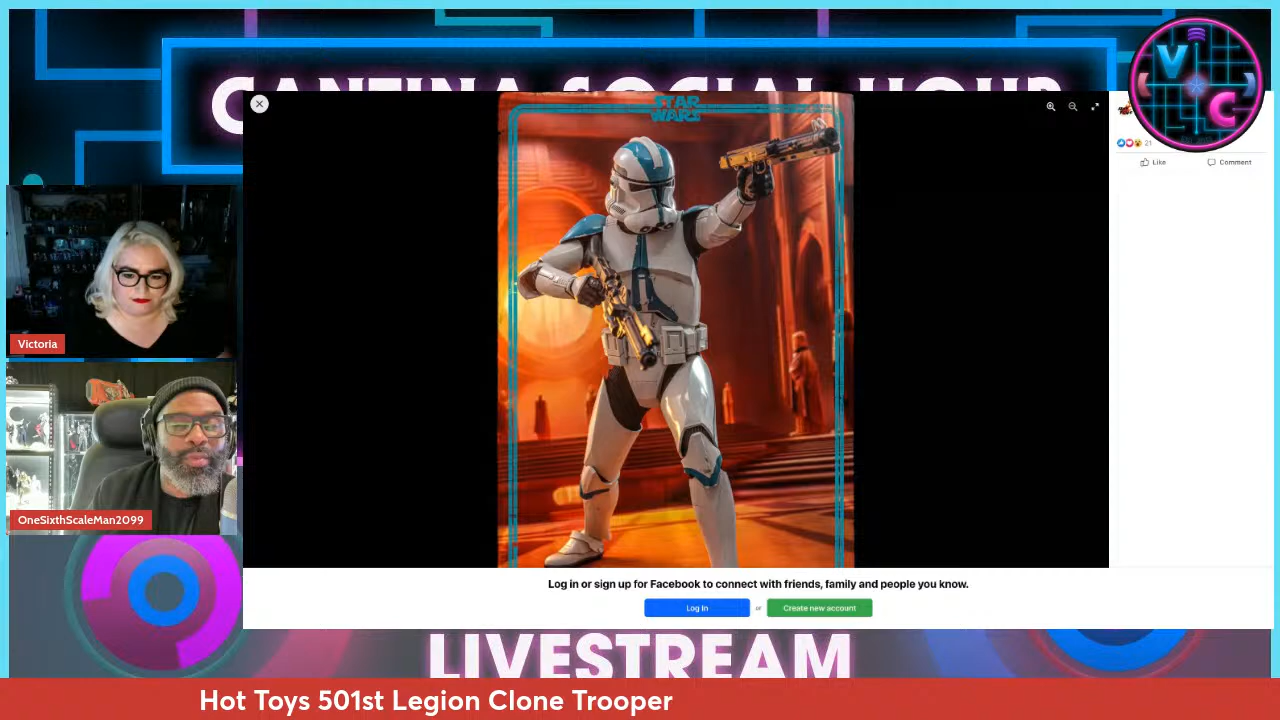 CANTINA SOCIAL HOUR
V
C
STAR
WARS
21
Like
Comment
Victoria
OneSixthScaleMan2099
Log in or sign up for Facebook to connect with friends, family and people you know.
Log In
or
Create new account
LIVESTREAM
Hot Toys 501st Legion Clone Trooper